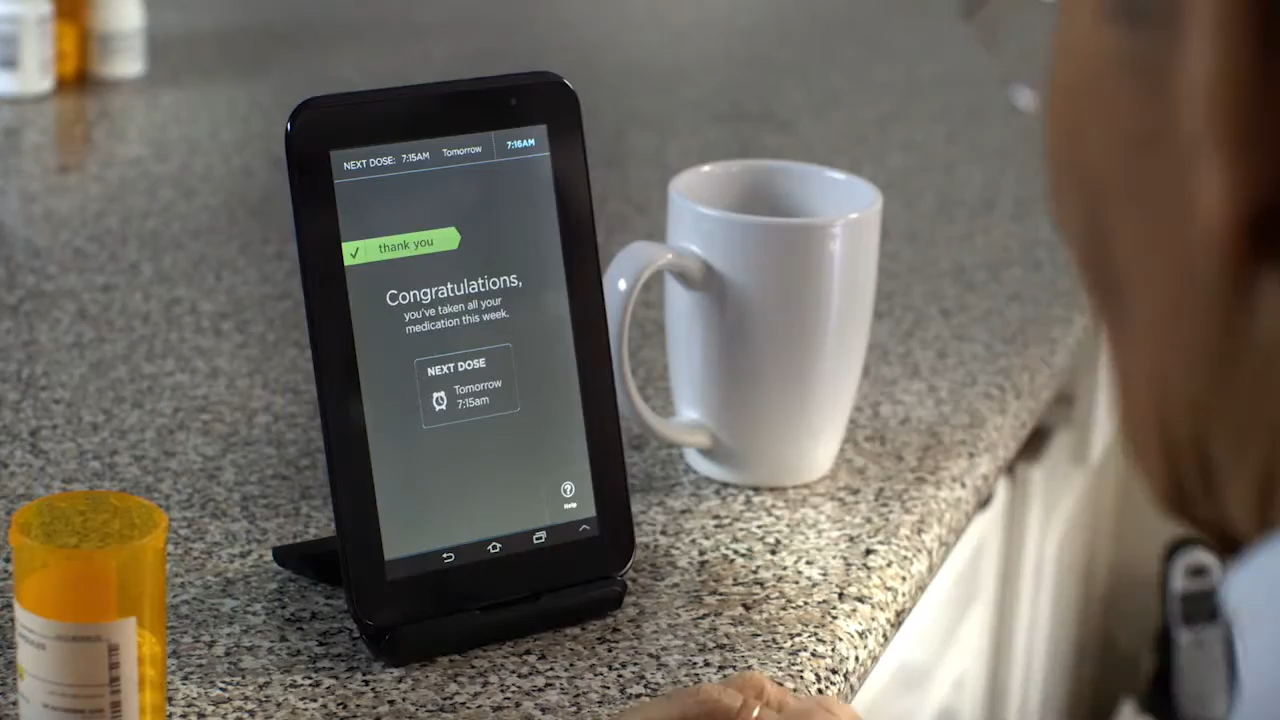 NEXT DOSE: 7:15AM Tomorrow 7:16AM
✓ thank you
Congratulations,
you've taken all your
medication this week.
NEXT DOSE
Tomorrow
7:15am
?
Help